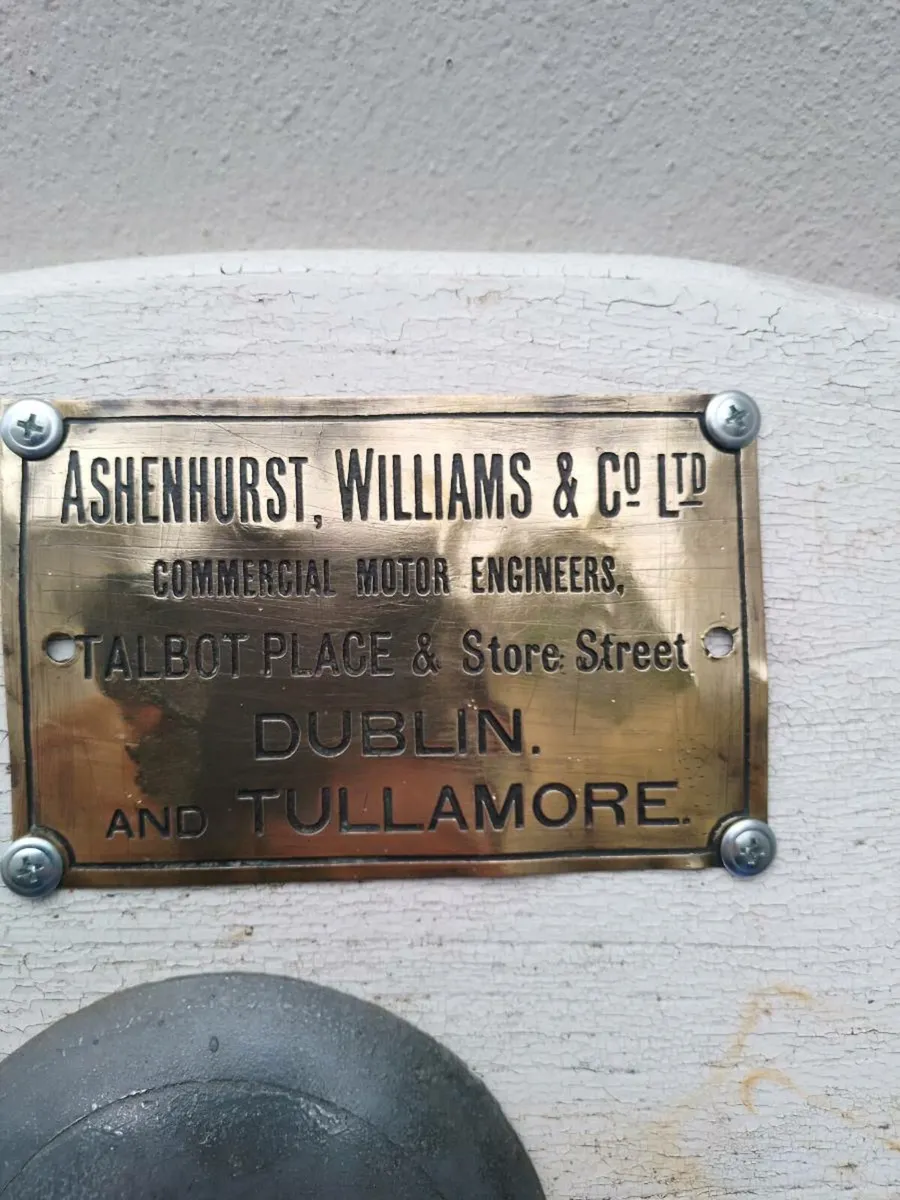 ASHENHURST, WILLIAMS & Co LTD
COMMERCIAL MOTOR ENGINEERS,
TALBOT PLACE & Store Street
DUBLIN.
AND TULLAMORE.